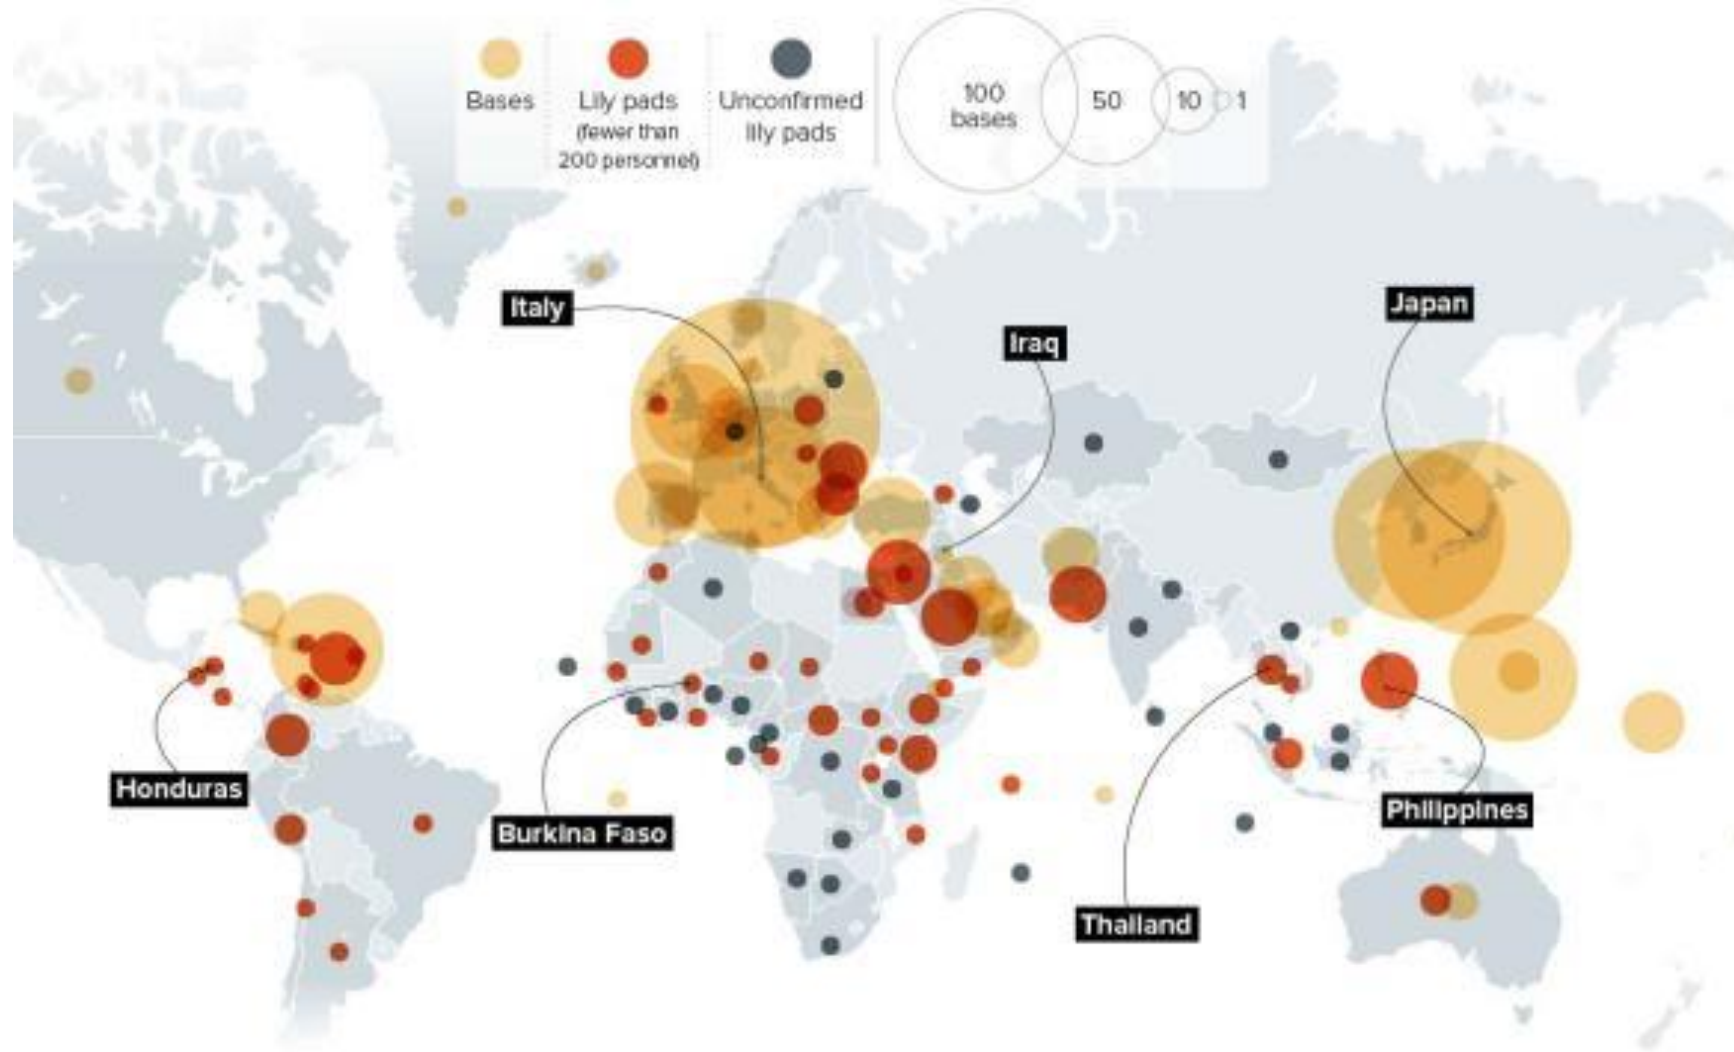 Bases
Lily pads
(fewer than
200 personnel)
Unconfirmed
lily pads
100
bases
50
10
1
Italy
Iraq
Japan
Honduras
Burkina Faso
Thailand
Philippines